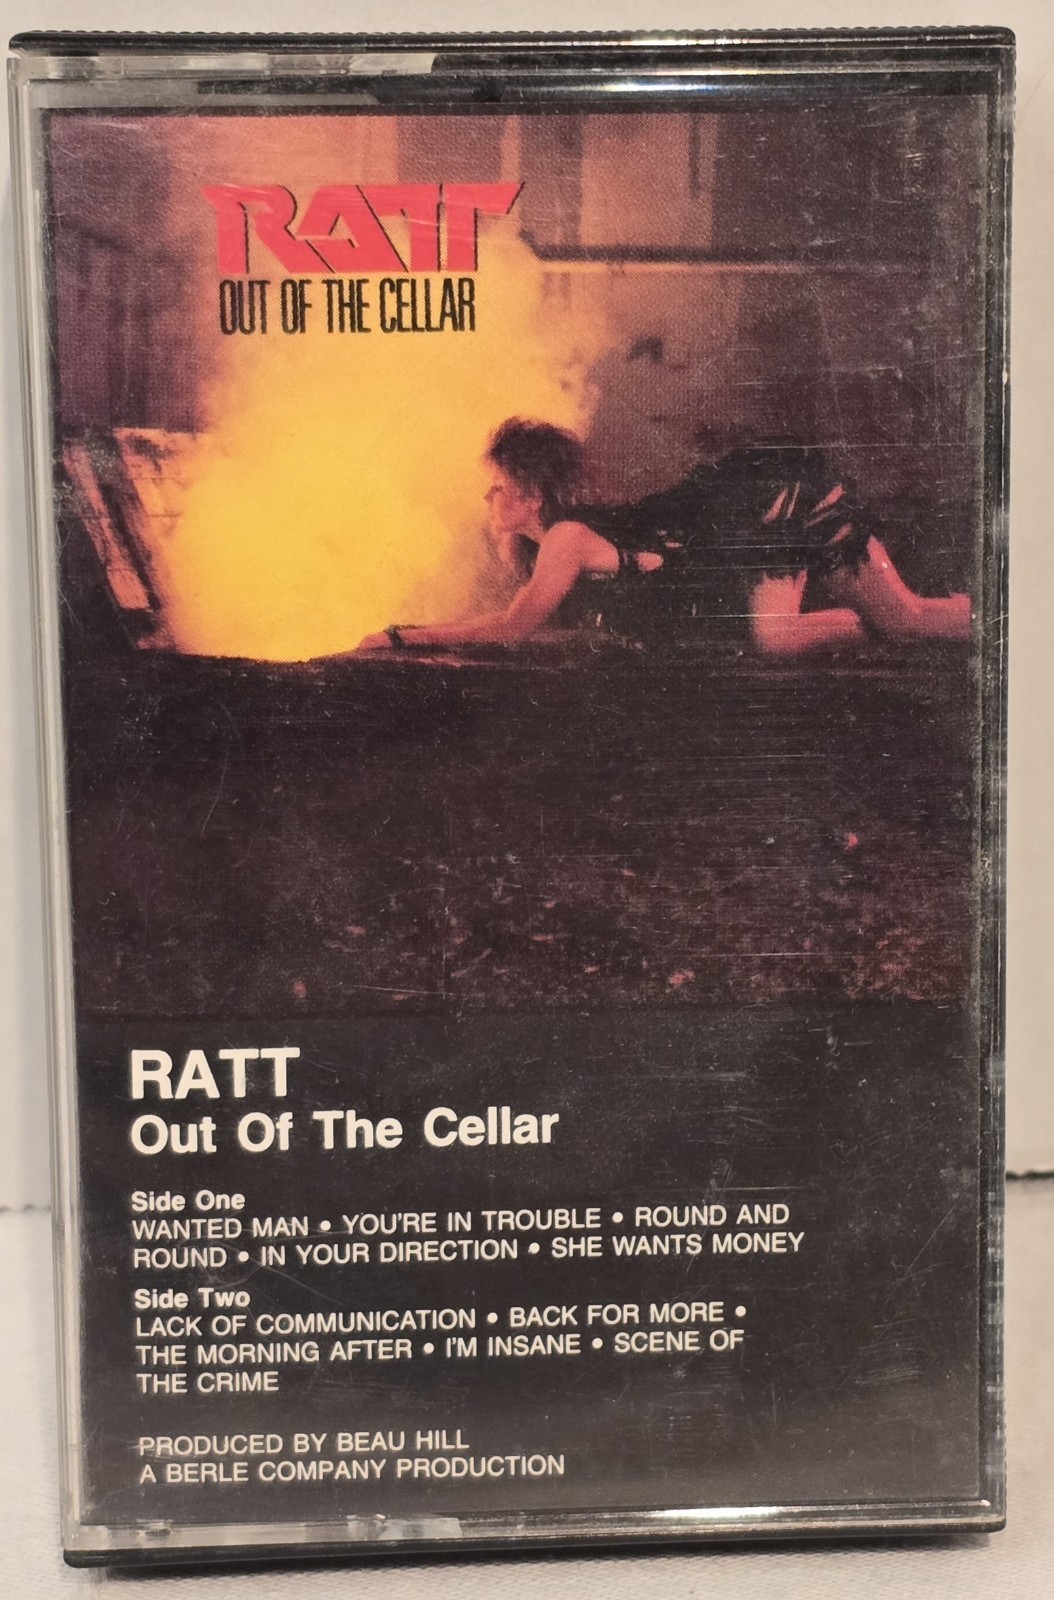 RATT
OUT OF THE CELLAR
RATT
Out Of The Cellar
Side One
WANTED MAN • YOU'RE IN TROUBLE • ROUND AND
ROUND • IN YOUR DIRECTION • SHE WANTS MONEY
Side Two
LACK OF COMMUNICATION • BACK FOR MORE •
THE MORNING AFTER • I'M INSANE • SCENE OF
THE CRIME
PRODUCED BY BEAU HILL
A BERLE COMPANY PRODUCTION